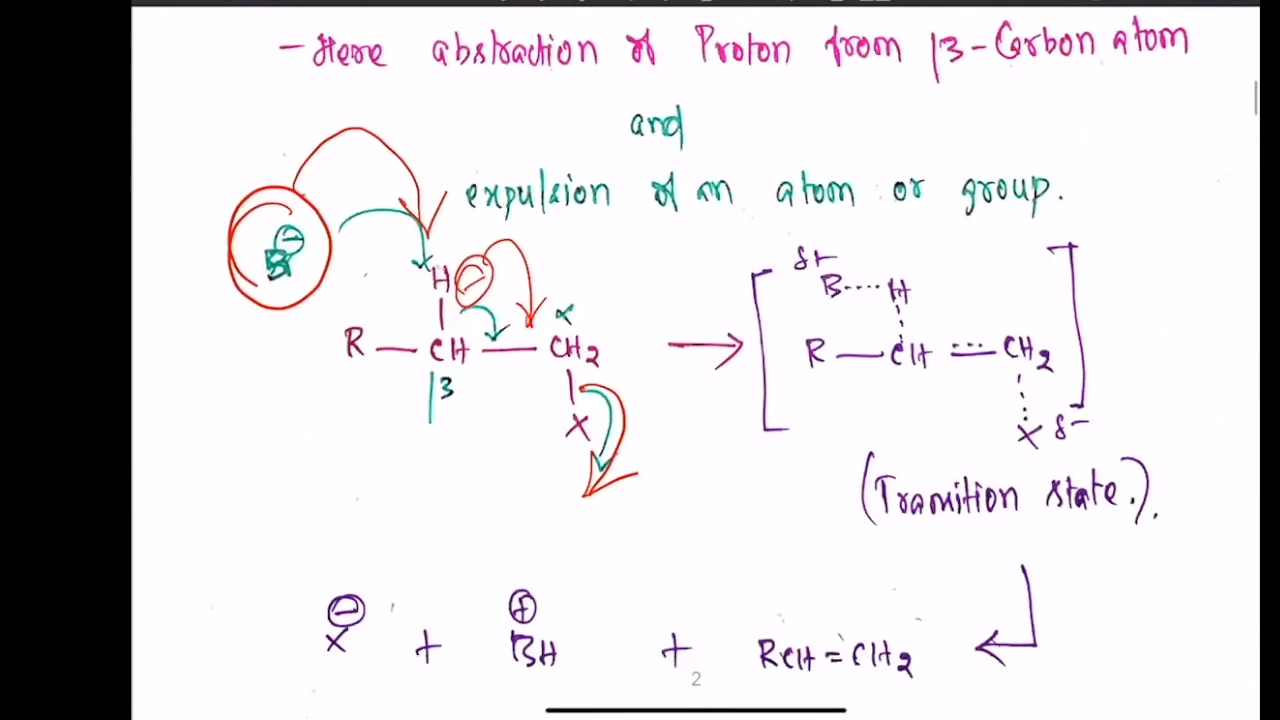 - Here abstraction of Proton from β-Carbon atom
and
expulsion of an atom or group.
B⊖
H ⊖
R — CH — CH2
α
β
X
→
δ+
B....H
R — CH ═ CH2
X δ-
(Transition state.).
X⊖ + BH⊕ + RCH=CH2
2